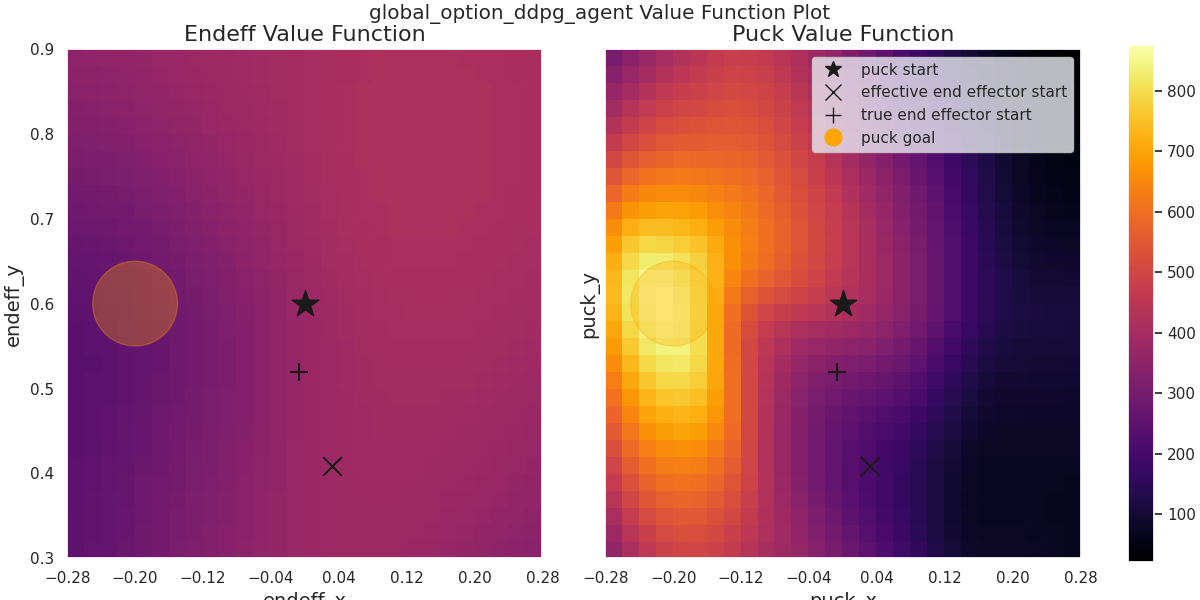 global_option_ddpg_agent Value Function Plot
Endeff Value Function
Puck Value Function
0.9
0.8
0.7
0.6
0.5
0.4
0.3
endeff_y
−0.28 −0.20 −0.12 −0.04 0.04 0.12 0.20 0.28
endeff_x
puck start
effective end effector start
true end effector start
puck goal
puck_y
−0.28 −0.20 −0.12 −0.04 0.04 0.12 0.20 0.28
puck_x
800
700
600
500
400
300
200
100